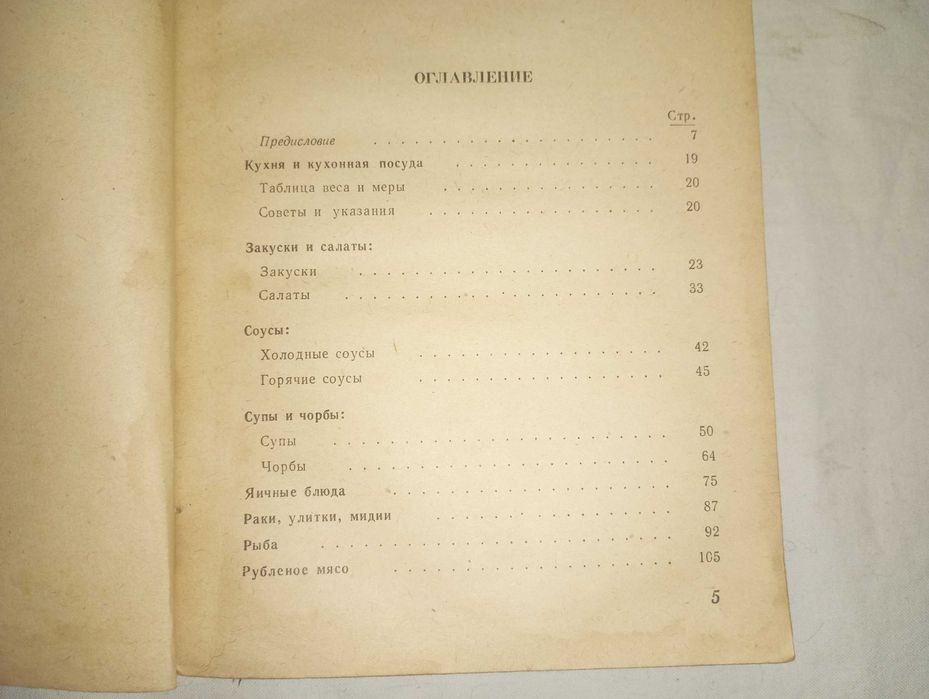 ОГЛАВЛЕНИЕ
Стр.
Предисловие . . . . . . . . . . . . . . . . . . . . 7
Кухня и кухонная посуда . . . . . . . . . . . . . . 19
Таблица веса и меры . . . . . . . . . . . . . . . 20
Советы и указания . . . . . . . . . . . . . . . . 20
Закуски и салаты:
Закуски . . . . . . . . . . . . . . . . . . . . . 23
Салаты . . . . . . . . . . . . . . . . . . . . . . 33
Соусы:
Холодные соусы . . . . . . . . . . . . . . . . . 42
Горячие соусы . . . . . . . . . . . . . . . . . 45
Супы и чорбы:
Супы . . . . . . . . . . . . . . . . . . . . . . . 50
Чорбы . . . . . . . . . . . . . . . . . . . . . . 64
Яичные блюда . . . . . . . . . . . . . . . . . . . 75
Раки, улитки, мидии . . . . . . . . . . . . . . . . 87
Рыба . . . . . . . . . . . . . . . . . . . . . . . . 92
Рубленое мясо . . . . . . . . . . . . . . . . . . . 105
5